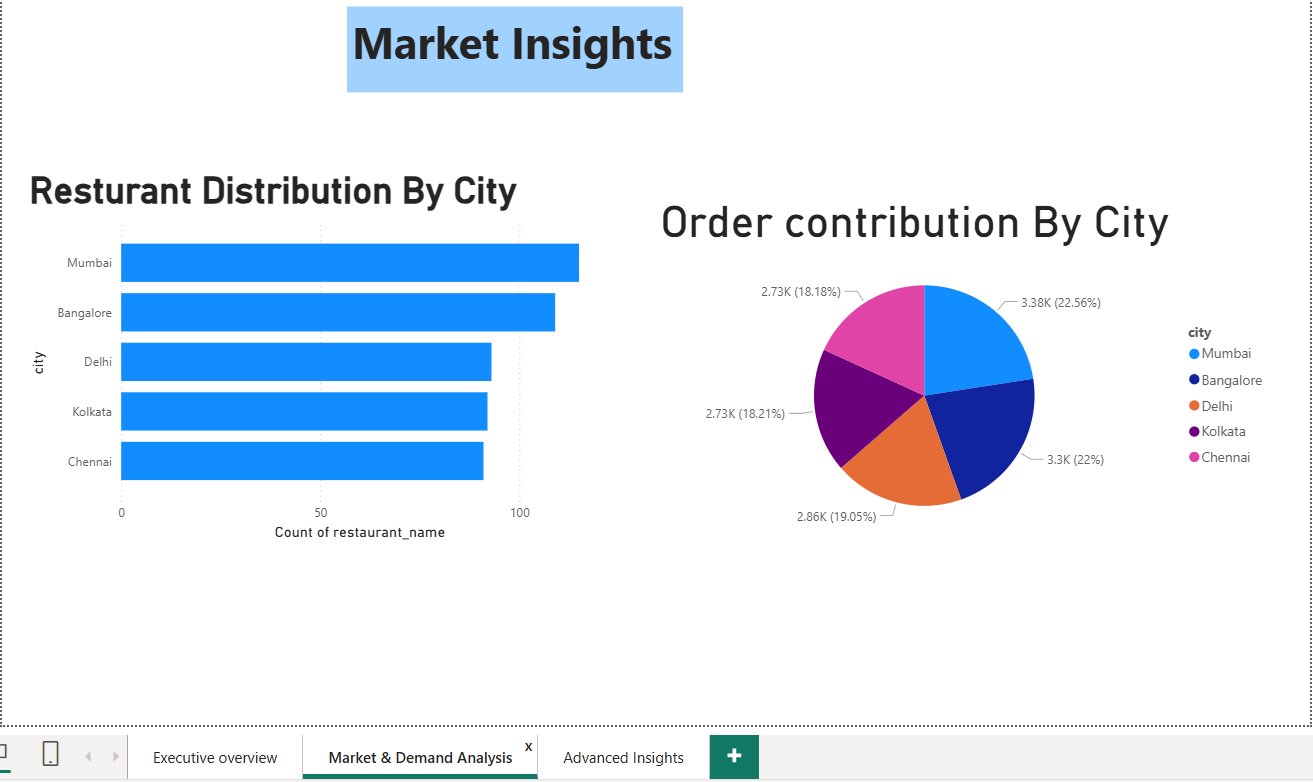 Market Insights
Resturant Distribution By City
city
Mumbai
Bangalore
Delhi
Kolkata
Chennai
0 50 100
Count of restaurant_name
Order contribution By City
2.73K (18.18%)
3.38K (22.56%)
2.73K (18.21%)
3.3K (22%)
2.86K (19.05%)
city
Mumbai
Bangalore
Delhi
Kolkata
Chennai
Executive overview
Market & Demand Analysis x
Advanced Insights
+